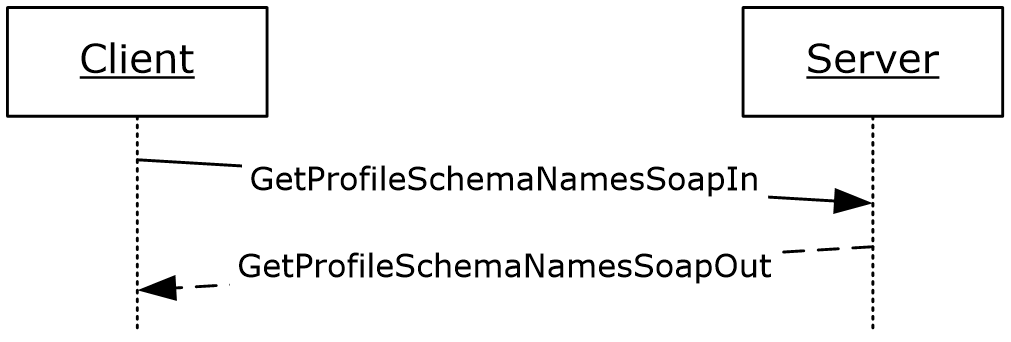 Client
Server
GetProfileSchemaNamesSoapIn
GetProfileSchemaNamesSoapOut